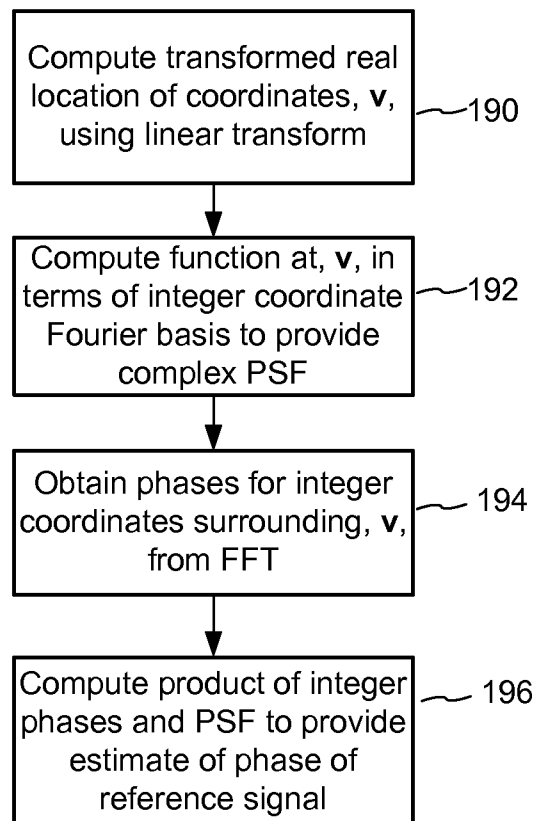 Compute transformed real
location of coordinates, v,
using linear transform
190
Compute function at, v, in
terms of integer coordinate
Fourier basis to provide
complex PSF
192
Obtain phases for integer
coordinates surrounding, v,
from FFT
194
Compute product of integer
phases and PSF to provide
estimate of phase of
reference signal
196